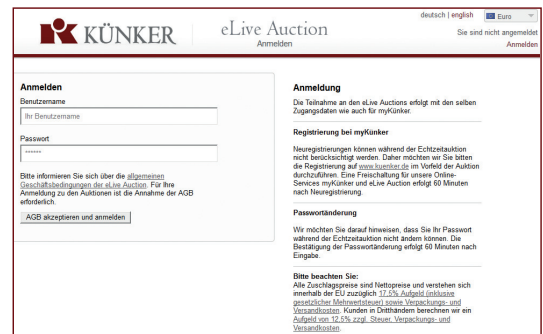 deutsch | english
Euro
KÜNKER
eLive Auction
Anmelden
Sie sind nicht angemeldet
Anmelden
Anmelden
Benutzername
Ihr Benutzername
Passwort
******
Bitte informieren Sie sich über die allgemeinen
Geschäftsbedingungen der eLive Auction. Für Ihre
Anmeldung zu den Auktionen ist die Annahme der AGB
erforderlich.
AGB akzeptieren und anmelden
Anmeldung
Die Teilnahme an den eLive Auctions erfolgt mit den selben
Zugangsdaten wie auch für myKünker.
Registrierung bei myKünker
Neuregistrierungen können während der Echtzeitauktion
nicht berücksichtigt werden. Daher möchten wir Sie bitten
die Registrierung auf www.kuenker.de im Vorfeld der Auktion
durchzuführen. Eine Freischaltung für unsere Online-
Services myKünker und eLive Auction erfolgt 60 Minuten
nach Neuregistrierung.
Passwortänderung
Wir möchten Sie darauf hinweisen, dass Sie Ihr Passwort
während der Echtzeitauktion nicht ändern können. Die
Bestätigung der Passwortänderung erfolgt 60 Minuten nach
Eingabe.
Bitte beachten Sie:
Alle Zuschlagspreise sind Nettopreise und verstehen sich
innerhalb der EU zuzüglich 17,5% Aufgeld (inklusive
gesetzlicher Mehrwertsteuer) sowie Verpackungs- und
Versandkosten. Kunden in Drittländern berechnen wir ein
Aufgeld von 12,5% zzgl. Steuer, Verpackungs- und
Versandkosten.